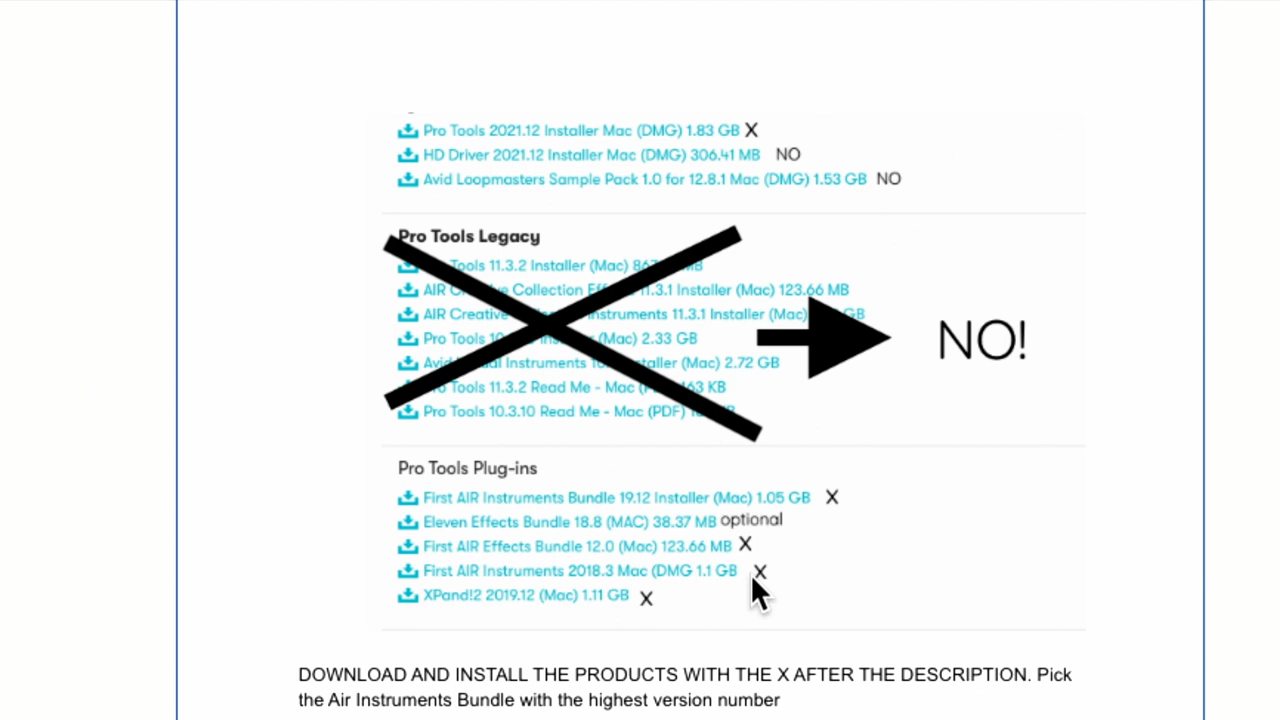 Pro Tools 2021.12 Installer Mac (DMG) 1.83 GB X
HD Driver 2021.12 Installer Mac (DMG) 306.41 MB NO
Avid Loopmasters Sample Pack 1.0 for 12.8.1 Mac (DMG) 1.53 GB NO
Pro Tools Legacy
Tools 11.3.2 Installer (Mac) MB
AIR Collection 11.3.1 Installer (Mac) 123.66 MB
AIR Creative Instruments 11.3.1 Installer (Mac) GB
Pro Tools (Mac) 2.33 GB
NO!
Avid Instruments (Mac) 2.72 GB
Tools 11.3.2 Read Me - Mac KB
Pro Tools 10.3.10 Read Me - Mac (PDF)
Pro Tools Plug-ins
First AIR Instruments Bundle 19.12 Installer (Mac) 1.05 GB X
Eleven Effects Bundle 18.8 (MAC) 38.37 MB optional
First AIR Effects Bundle 12.0 (Mac) 123.66 MB X
First AIR Instruments 2018.3 Mac (DMG 1.1 GB X
XPand!2 2019.12 (Mac) 1.11 GB X
DOWNLOAD AND INSTALL THE PRODUCTS WITH THE X AFTER THE DESCRIPTION. Pick
the Air Instruments Bundle with the highest version number